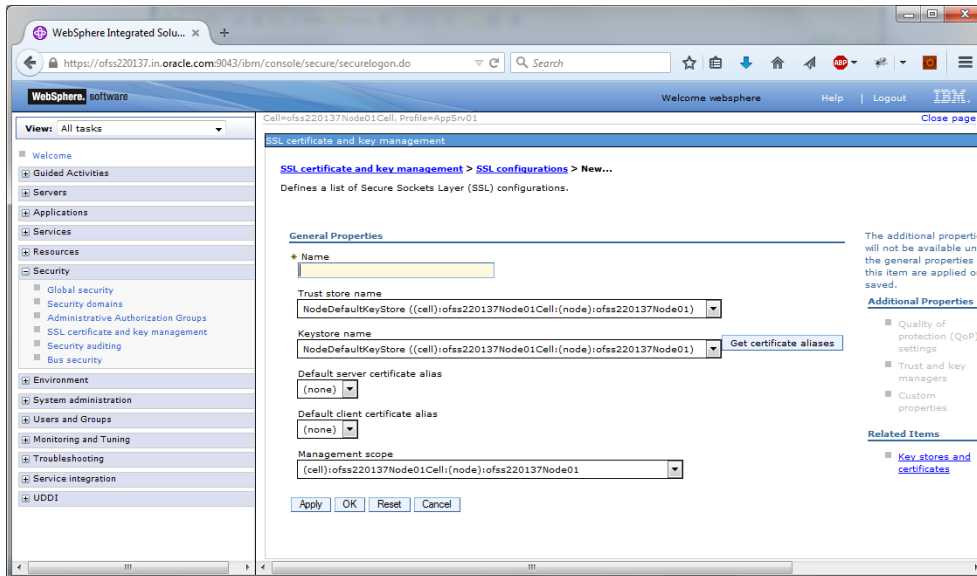 WebSphere Integrated Solu...
https://ofss220137.in.oracle.com:9043/ibm/console/secure/securelogon.do
Search
ABP
WebSphere. software
Welcome websphere
Help | Logout
IBM.
View: All tasks
Welcome
Guided Activities
Servers
Applications
Services
Resources
Security
Global security
Security domains
Administrative Authorization Groups
SSL certificate and key management
Security auditing
Bus security
Environment
System administration
Users and Groups
Monitoring and Tuning
Troubleshooting
Service integration
UDDI
Cell=ofss220137Node01Cell, Profile=AppSrv01
Close page
SSL certificate and key management
SSL certificate and key management > SSL configurations > New...
Defines a list of Secure Sockets Layer (SSL) configurations.
General Properties
* Name
Trust store name
NodeDefaultKeyStore ((cell):ofss220137Node01Cell:(node):ofss220137Node01)
Keystore name
NodeDefaultKeyStore ((cell):ofss220137Node01Cell:(node):ofss220137Node01)
Get certificate aliases
Default server certificate alias
(none)
Default client certificate alias
(none)
Management scope
(cell):ofss220137Node01Cell:(node):ofss220137Node01
Apply
OK
Reset
Cancel
The additional properti
will not be available un
the general properties
this item are applied o
saved.
Additional Properties
Quality of
protection (QoP)
settings
Trust and key
managers
Custom
properties
Related Items
Key stores and
certificates